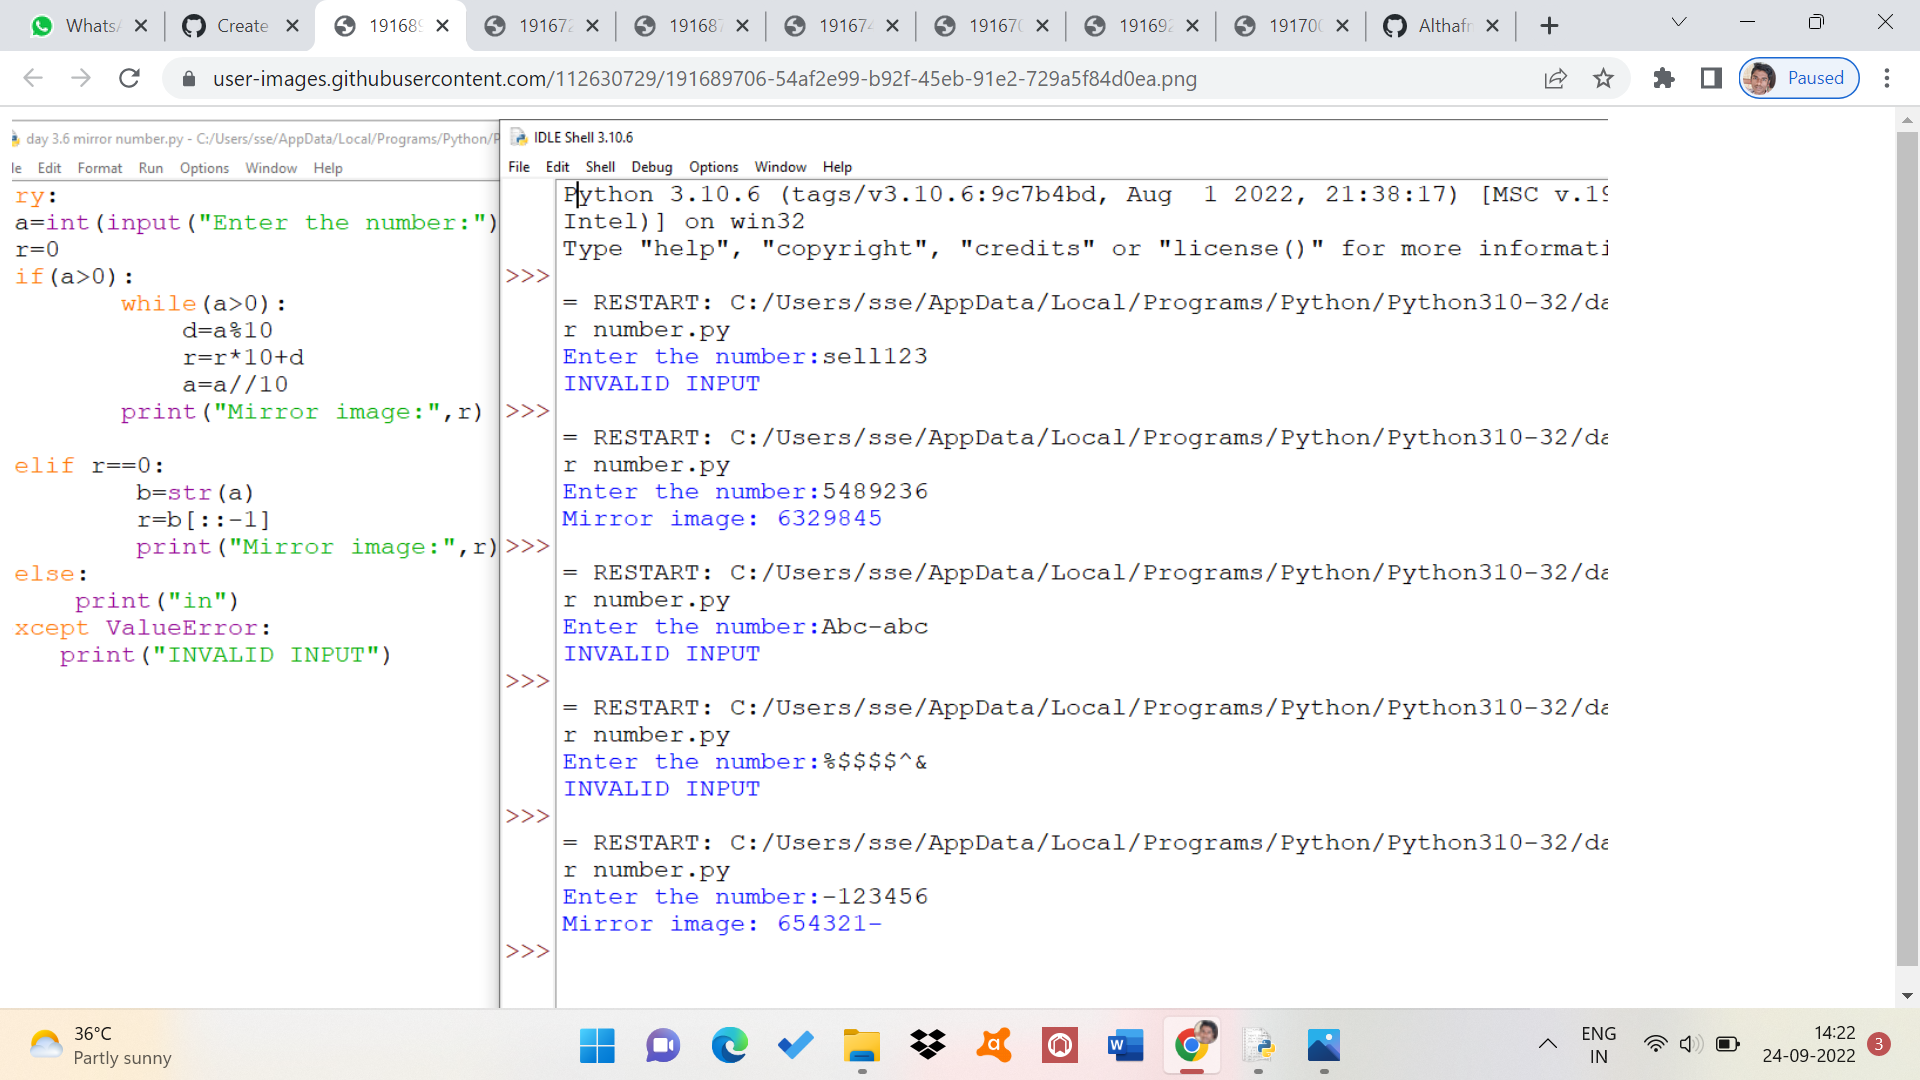 WhatsA
Create
191689
191672
191687
191674
191670
191692
191700
Althafr
user-images.githubusercontent.com/112630729/191689706-54af2e99-b92f-45eb-91e2-729a5f84d0ea.png
Paused
day 3.6 mirror number.py - C:/Users/sse/AppData/Local/Programs/Python/P
le Edit Format Run Options Window Help
ry:
a=int(input("Enter the number:")
r=0
if(a>0):
while(a>0):
d=a%10
r=r*10+d
a=a//10
print("Mirror image:",r)
elif r==0:
b=str(a)
r=b[::-1]
print("Mirror image:",r)
else:
print("in")
xcept ValueError:
print("INVALID INPUT")
IDLE Shell 3.10.6
File Edit Shell Debug Options Window Help
Python 3.10.6 (tags/v3.10.6:9c7b4bd, Aug  1 2022, 21:38:17) [MSC v.19
Intel)] on win32
Type "help", "copyright", "credits" or "license()" for more informati
>>>
= RESTART: C:/Users/sse/AppData/Local/Programs/Python/Python310-32/da
r number.py
Enter the number:sell123
INVALID INPUT
>>>
= RESTART: C:/Users/sse/AppData/Local/Programs/Python/Python310-32/da
r number.py
Enter the number:5489236
Mirror image: 6329845
>>>
= RESTART: C:/Users/sse/AppData/Local/Programs/Python/Python310-32/da
r number.py
Enter the number:Abc-abc
INVALID INPUT
>>>
= RESTART: C:/Users/sse/AppData/Local/Programs/Python/Python310-32/da
r number.py
Enter the number:%$$$$^&
INVALID INPUT
>>>
= RESTART: C:/Users/sse/AppData/Local/Programs/Python/Python310-32/da
r number.py
Enter the number:-123456
Mirror image: 654321-
>>>
36°C
Partly sunny
ENG
IN
14:22
24-09-2022
3